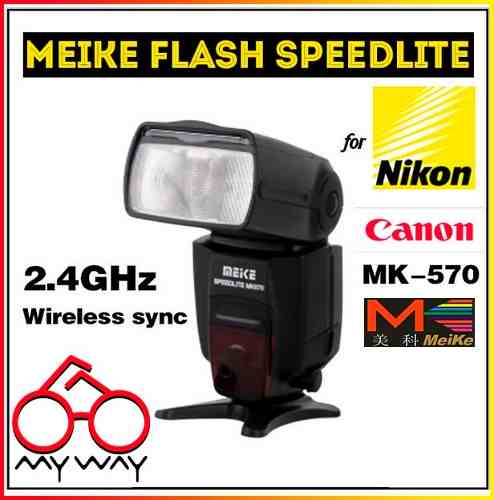 MEIKE FLASH SPEEDLITE
for
Nikon
Canon
MK-570
美科 MeiKe
2.4GHz
Wireless sync
MEIKE
SPEEDLITE MK570
MY WAY